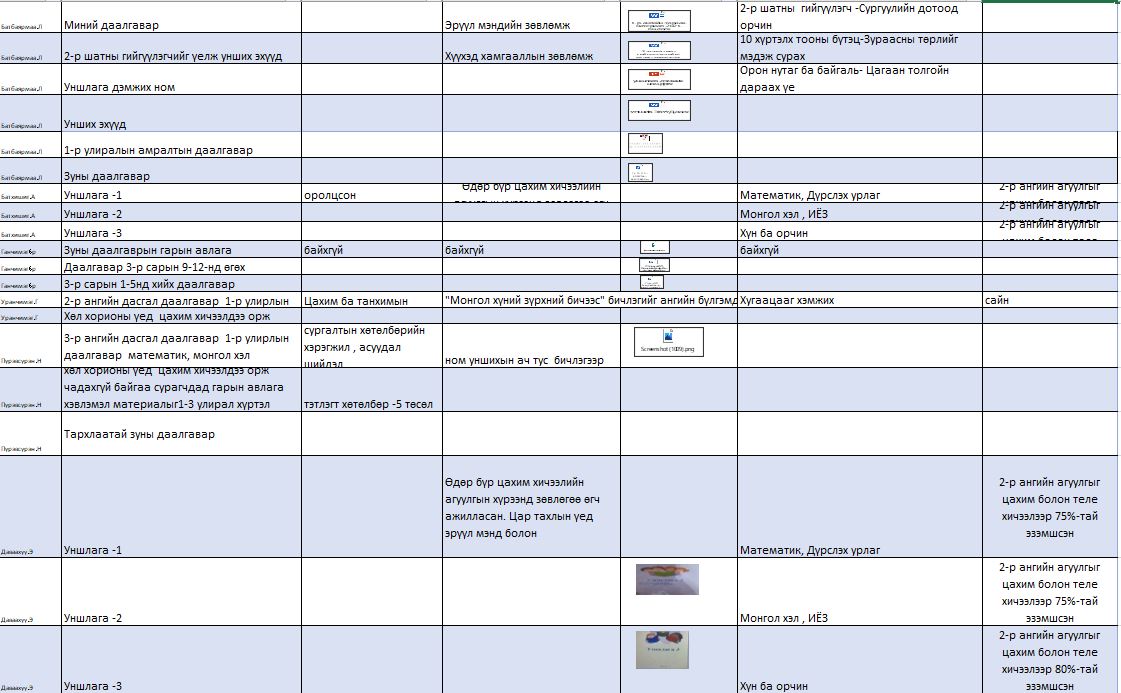 Батбаярмаа.Л Миний даалгавар Эрүүл мэндийн зөвлөмж 2-р шатны гийгүүлэгч -Сургуулийн дотоод
орчин
Батбаярмаа.Л 2-р шатны гийгүүлэгчийг үелж унших эхүүд Хүүхэд хамгааллын зөвлөмж 10 хүртэлх тооны бүтэц-Зураасны төрлийг
мэдэж сурах
Батбаярмаа.Л Уншлага дэмжих ном Орон нутаг ба байгаль- Цагаан толгойн
дараах үе
Батбаярмаа.Л Унших эхүүд
Батбаярмаа.Л 1-р улиралын амралтын даалгавар
Батбаярмаа.Л Зуны даалгавар
Батхишиг.А Уншлага -1 оролцсон Өдөр бүр цахим хичээлийн Математик, Дүрслэх урлаг 2-р ангийн агуулгыг
Батхишиг.А Уншлага -2 Монгол хэл , ИЁЗ 2-р ангийн агуулгыг
Батхишиг.А Уншлага -3 Хүн ба орчин 2-р ангийн агуулгыг
Ганчимэг бүр Зуны даалгаврын гарын авлага байхгүй байхгүй байхгүй
Ганчимэг бүр Даалгавар 3-р сарын 9-12-нд өгөх
Ганчимэг бүр 3-р сарын 1-5нд хийх даалгавар
Уранчимэг.Г 2-р ангийн дасгал даалгавар 1-р улирлын Цахим ба танхимын "Монгол хүний зүрхний бичээс" бичлэгийг ангийн бүлгэмд Хугацааг хэмжих сайн
Уранчимэг.Г Хөл хорионы үед цахим хичээлдээ орж
Пүрэвсүрэн.Н 3-р ангийн дасгал даалгавар 1-р улирлын
даалгавар математик, монгол хэл сургалтын хөтөлбөрийн
хэрэгжил , асуудал
шийдэл ном уншихын ач тус бичлэгээр Screenshot (1009).png
Пүрэвсүрэн.Н хөл хорионы үед цахим хичээлдээ орж
чадахгүй байгаа сурагчдад гарын авлага
хэвлэмэл материалыг1-3 улирал хүртэл тэтлэгт хөтөлбөр -5 төсөл
Пүрэвсүрэн.Н Тархлаатай зуны даалгавар
Даваахүү.Э Уншлага -1 Өдөр бүр цахим хичээлийн
агуулгын хүрээнд зөвлөгөө өгч
ажилласан. Цар тахлын үед
эрүүл мэнд болон Математик, Дүрслэх урлаг 2-р ангийн агуулгыг
цахим болон теле
хичээлээр 75%-тай
эзэмшсэн
Даваахүү.Э Уншлага -2 Монгол хэл , ИЁЗ 2-р ангийн агуулгыг
цахим болон теле
хичээлээр 75%-тай
эзэмшсэн
Даваахүү.Э Уншлага -3 Хүн ба орчин 2-р ангийн агуулгыг
цахим болон теле
хичээлээр 80%-тай
эзэмшсэн